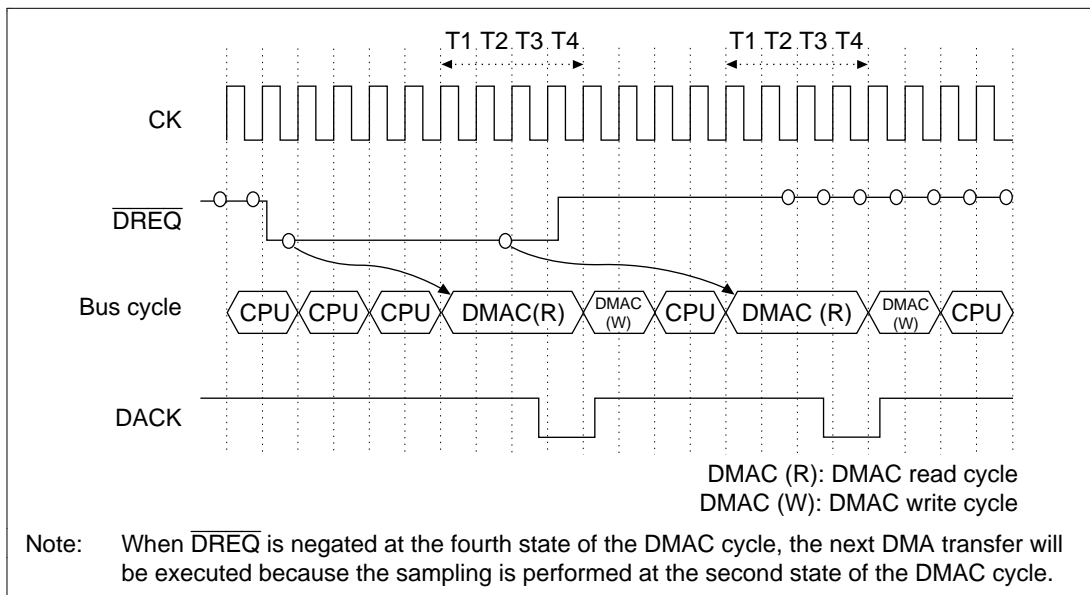 T1 T2 T3 T4 T1 T2 T3 T4
CK
DREQ
Bus cycle CPU CPU CPU DMAC(R) DMAC (W) CPU DMAC (R) DMAC (W) CPU
DACK
DMAC (R): DMAC read cycle
DMAC (W): DMAC write cycle
Note: When DREQ is negated at the fourth state of the DMAC cycle, the next DMA transfer will
be executed because the sampling is performed at the second state of the DMAC cycle.